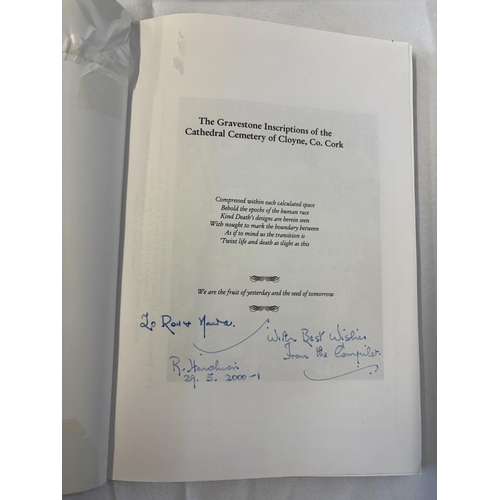 The Gravestone Inscriptions of the
Cathedral Cemetery of Cloyne, Co. Cork
Compressed within each calculated space
Behold the epochs of the human race
Kind Death's designs are herein seen
With nought to mark the boundary between
As if to mind us the transition is
'Twixt life and death as slight as this
We are the fruit of yesterday and the seed of tomorrow
To Ron +
With Best Wishes
From the Compiler.
R.
29. 5. 2000-1